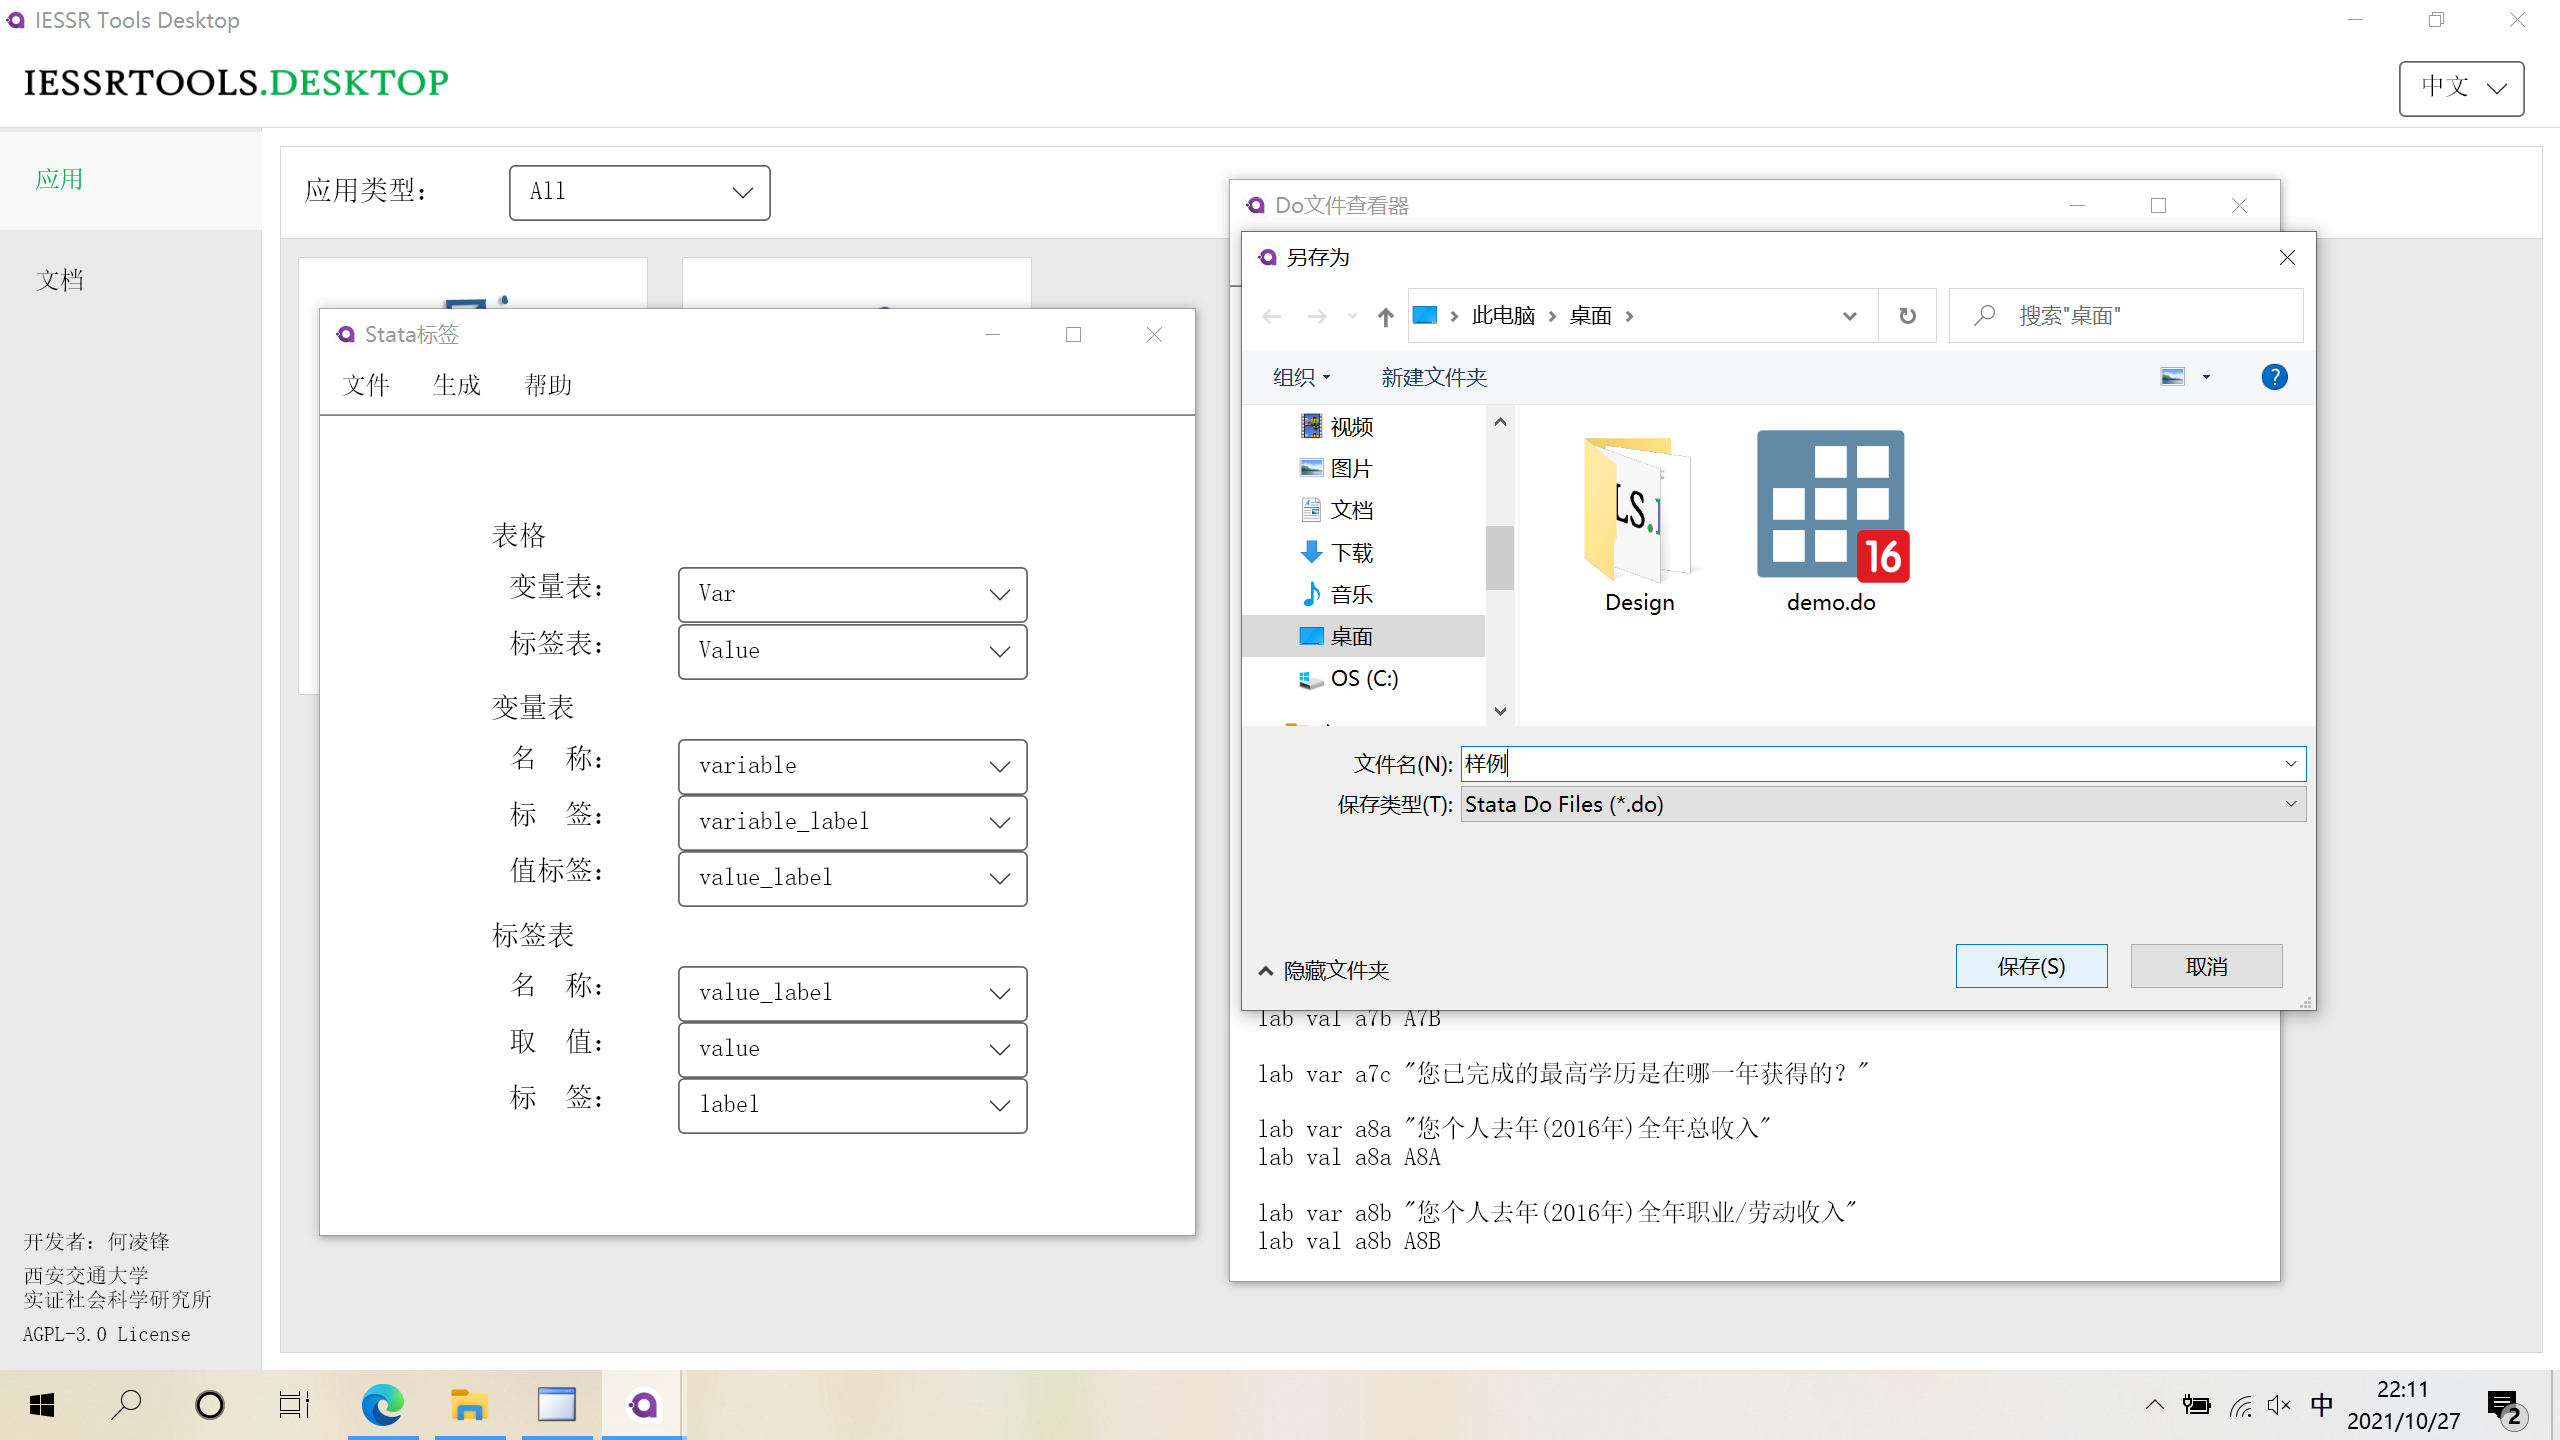 IESSR Tools Desktop
IESSRTOOLS.DESKTOP
中文
应用
文档
应用类型：
All
Stata标签
文件 生成 帮助
表格
变量表： Var
标签表： Value
变量表
名 称： variable
标 签： variable_label
值标签： value_label
标签表
名 称： value_label
取 值： value
标 签： label
Do文件查看器
另存为
此电脑 桌面
搜索"桌面"
组织 新建文件夹
视频
图片
文档
下载
音乐
桌面
OS (C:)
LS.
Design
16
demo.do
文件名(N): 样例
保存类型(T): Stata Do Files (*.do)
隐藏文件夹
保存(S) 取消
lab val a7b A7B
lab var a7c "您已完成的最高学历是在哪一年获得的？"
lab var a8a "您个人去年(2016年)全年总收入"
lab val a8a A8A
lab var a8b "您个人去年(2016年)全年职业/劳动收入"
lab val a8b A8B
开发者：何凌锋
西安交通大学
实证社会科学研究所
AGPL-3.0 License
中
22:11
2021/10/27
2